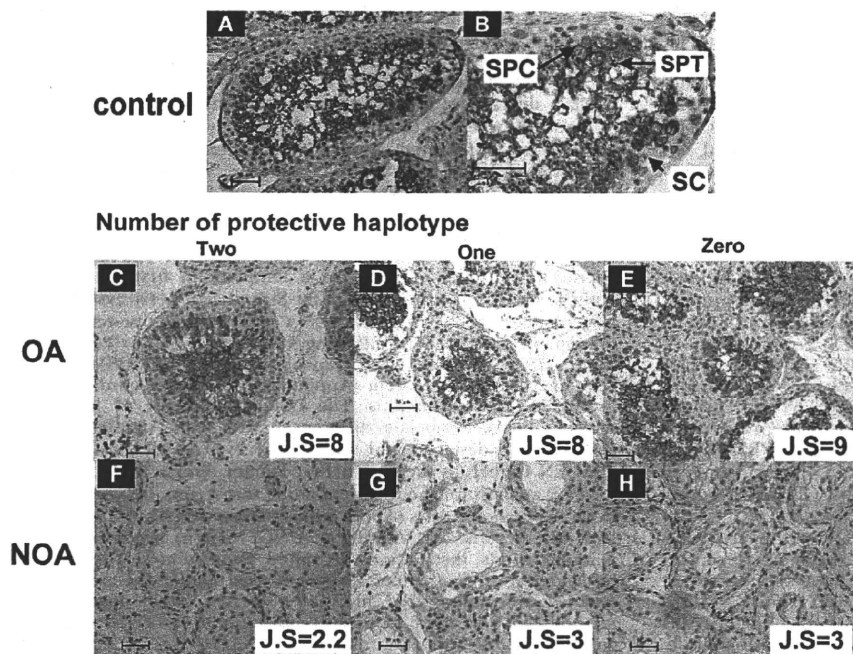 A
B
SPC
SPT
SC
control
Number of protective haplotype
Two
One
Zero
C
D
E
OA
J.S=8
J.S=8
J.S=9
F
G
H
NOA
J.S=2.2
J.S=3
J.S=3